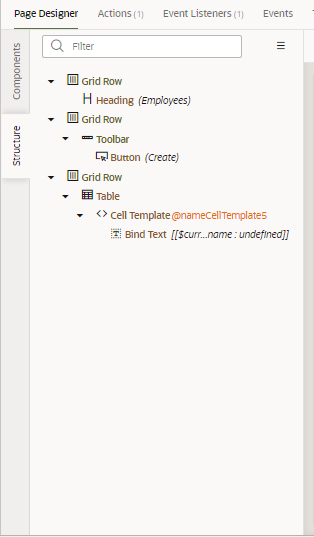 Page Designer Actions (1) Event Listeners (1) Events
Components
Structure
Filter
Grid Row
Heading (Employees)
Grid Row
Toolbar
Button (Create)
Grid Row
Table
Cell Template @nameCellTemplate5
Bind Text [[$curr...name : undefined]]